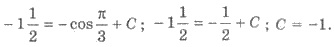 -1 1/2 = -cos π/3 + C; -1 1/2 = -1/2 + C; C = -1.